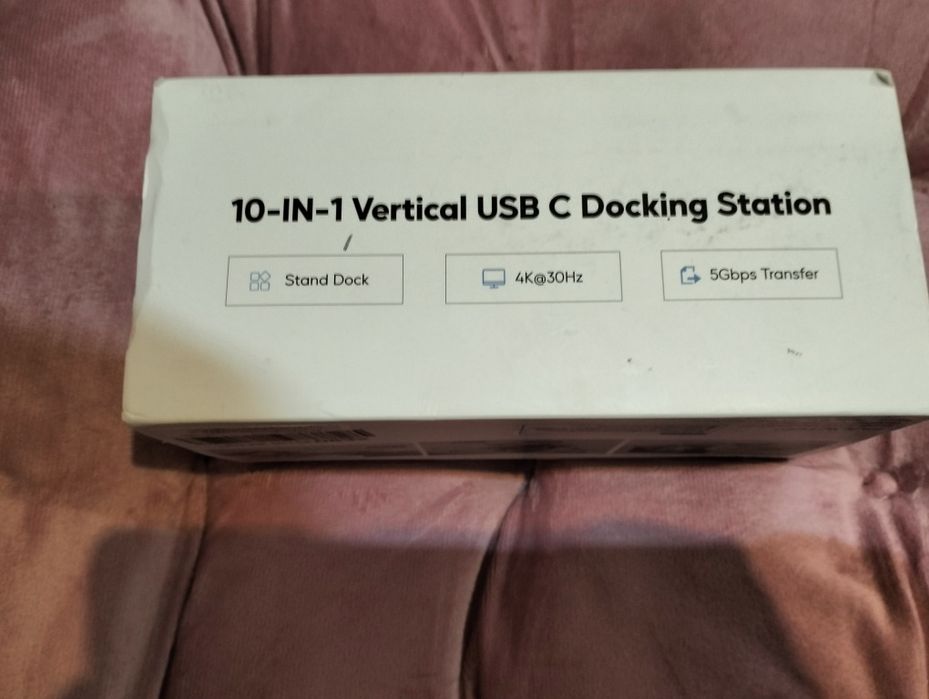 10-IN-1 Vertical USB C Docking Station
Stand Dock
4K@30Hz
5Gbps Transfer